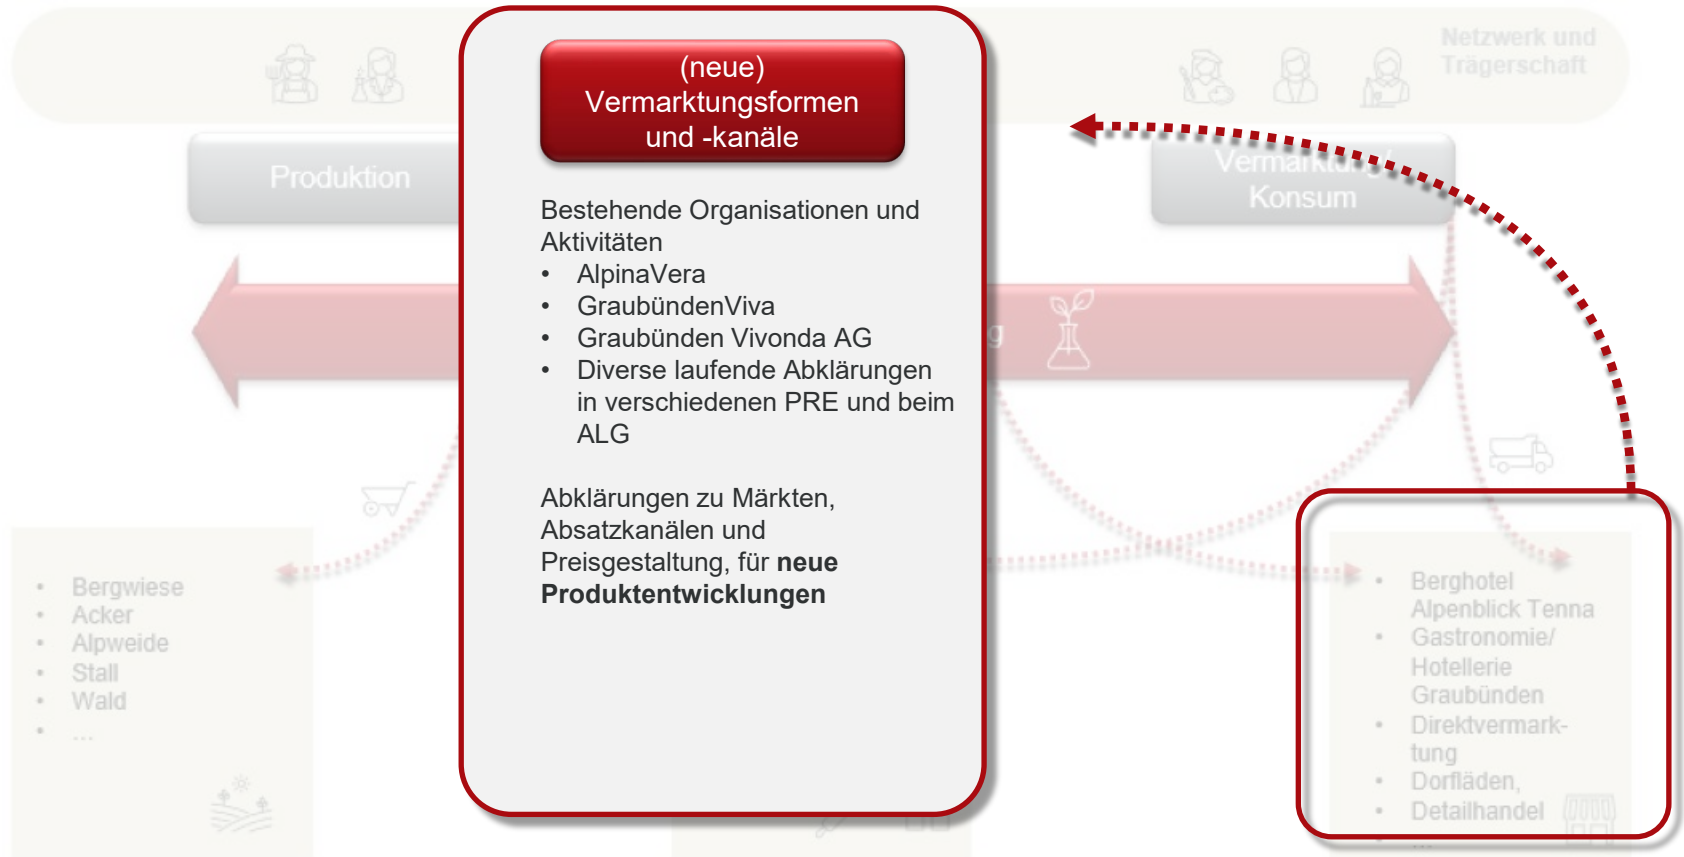 Netzwerk und
Trägerschaft
(neue)
Vermarktungsformen
und -kanäle
Produktion
Vermarktung/
Konsum
Bestehende Organisationen und
Aktivitäten
• AlpinaVera
• GraubündenViva
• Graubünden Vivonda AG
• Diverse laufende Abklärungen
in verschiedenen PRE und beim
ALG
Abklärungen zu Märkten,
Absatzkanälen und
Preisgestaltung, für neue
Produktentwicklungen
• Bergwiese
• Acker
• Alpweide
• Stall
• Wald
• ...
• Berghotel
Alpenblick Tenna
• Gastronomie/
Hotellerie
Graubünden
• Direktvermark-
tung
• Dorfläden,
• Detailhandel
...